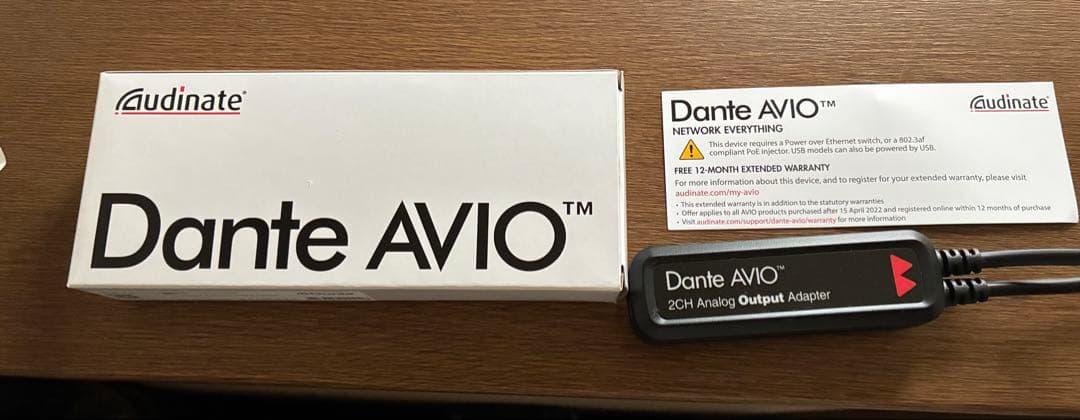 Audinate
Dante AVIO™
Dante AVIO™
Audinate
NETWORK EVERYTHING
This device requires a Power over Ethernet switch, or a 802.3af
compliant PoE injector. USB models can also be powered by USB.
FREE 12-MONTH EXTENDED WARRANTY
For more information about this device, and to register for your extended warranty, please visit
audinate.com/my-avio
• This extended warranty is in addition to the statutory warranties
• Offer applies to all AVIO products purchased after 15 April 2022 and registered online within 12 months of purchase
• Visit audinate.com/support/dante-avio/warranty for more information
Dante AVIO™
2CH Analog Output Adapter